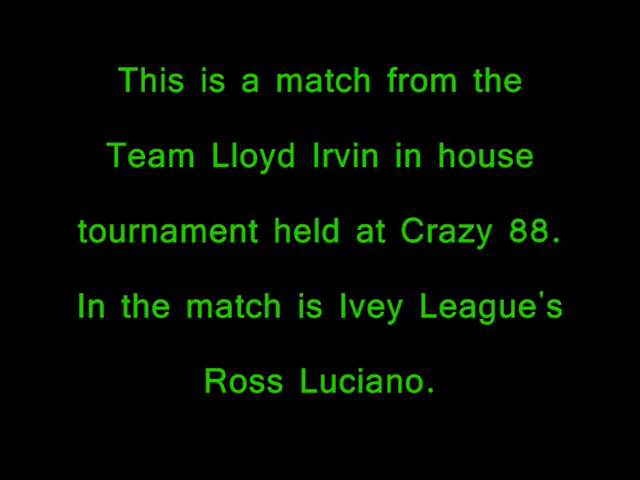 This is a match from the
Team Lloyd Irvin in house
tournament held at Crazy 88.
In the match is Ivey League's
Ross Luciano.